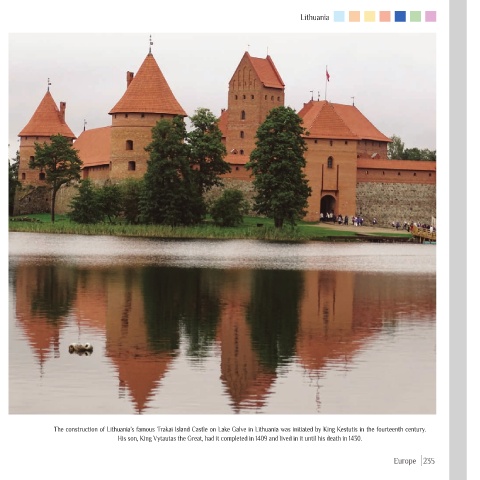 Lithuania
The construction of Lithuania's famous Trakai Island Castle on Lake Galve in Lithuania was initiated by King Kestutis in the fourteenth century.
His son, King Vytautas the Great, had it completed in 1409 and lived in it until his death in 1430.
Europe | 235